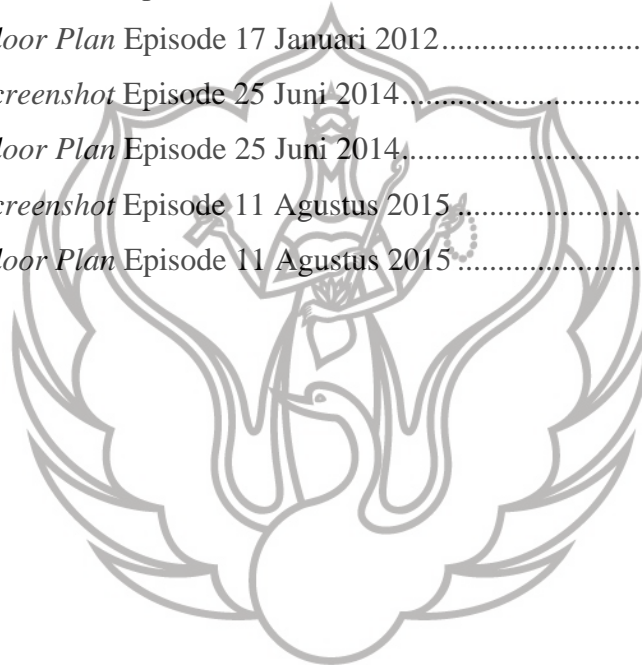 loor Plan Episode 17 Januari 2012.............................
creenshot Episode 25 Juni 2014..................................
loor Plan Episode 25 Juni 2014..................................
creenshot Episode 11 Agustus 2015 ..........................
loor Plan Episode 11 Agustus 2015 ..........................